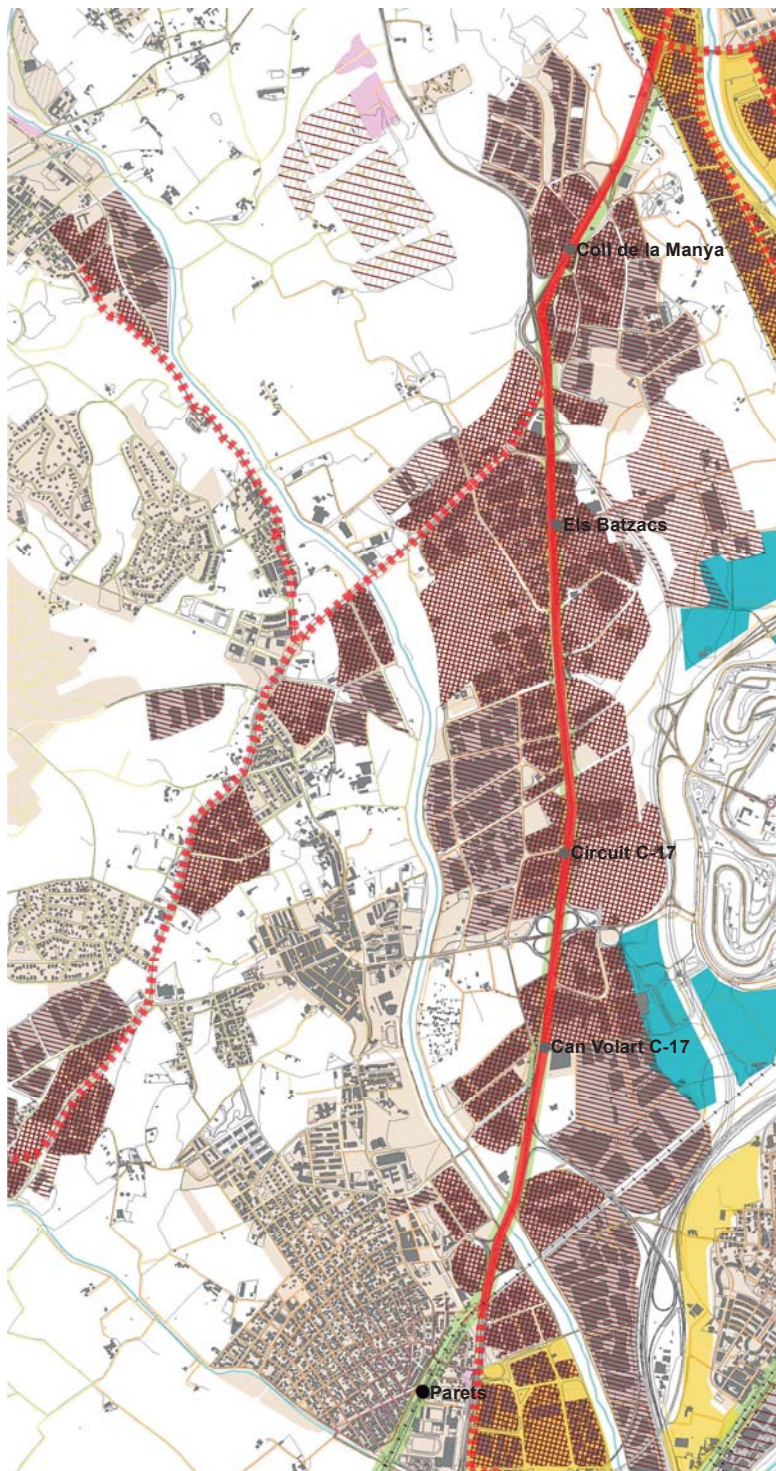 Coll de la Manya
Els Batzacs
Circuit C-17
Can Volart C-17
Parets